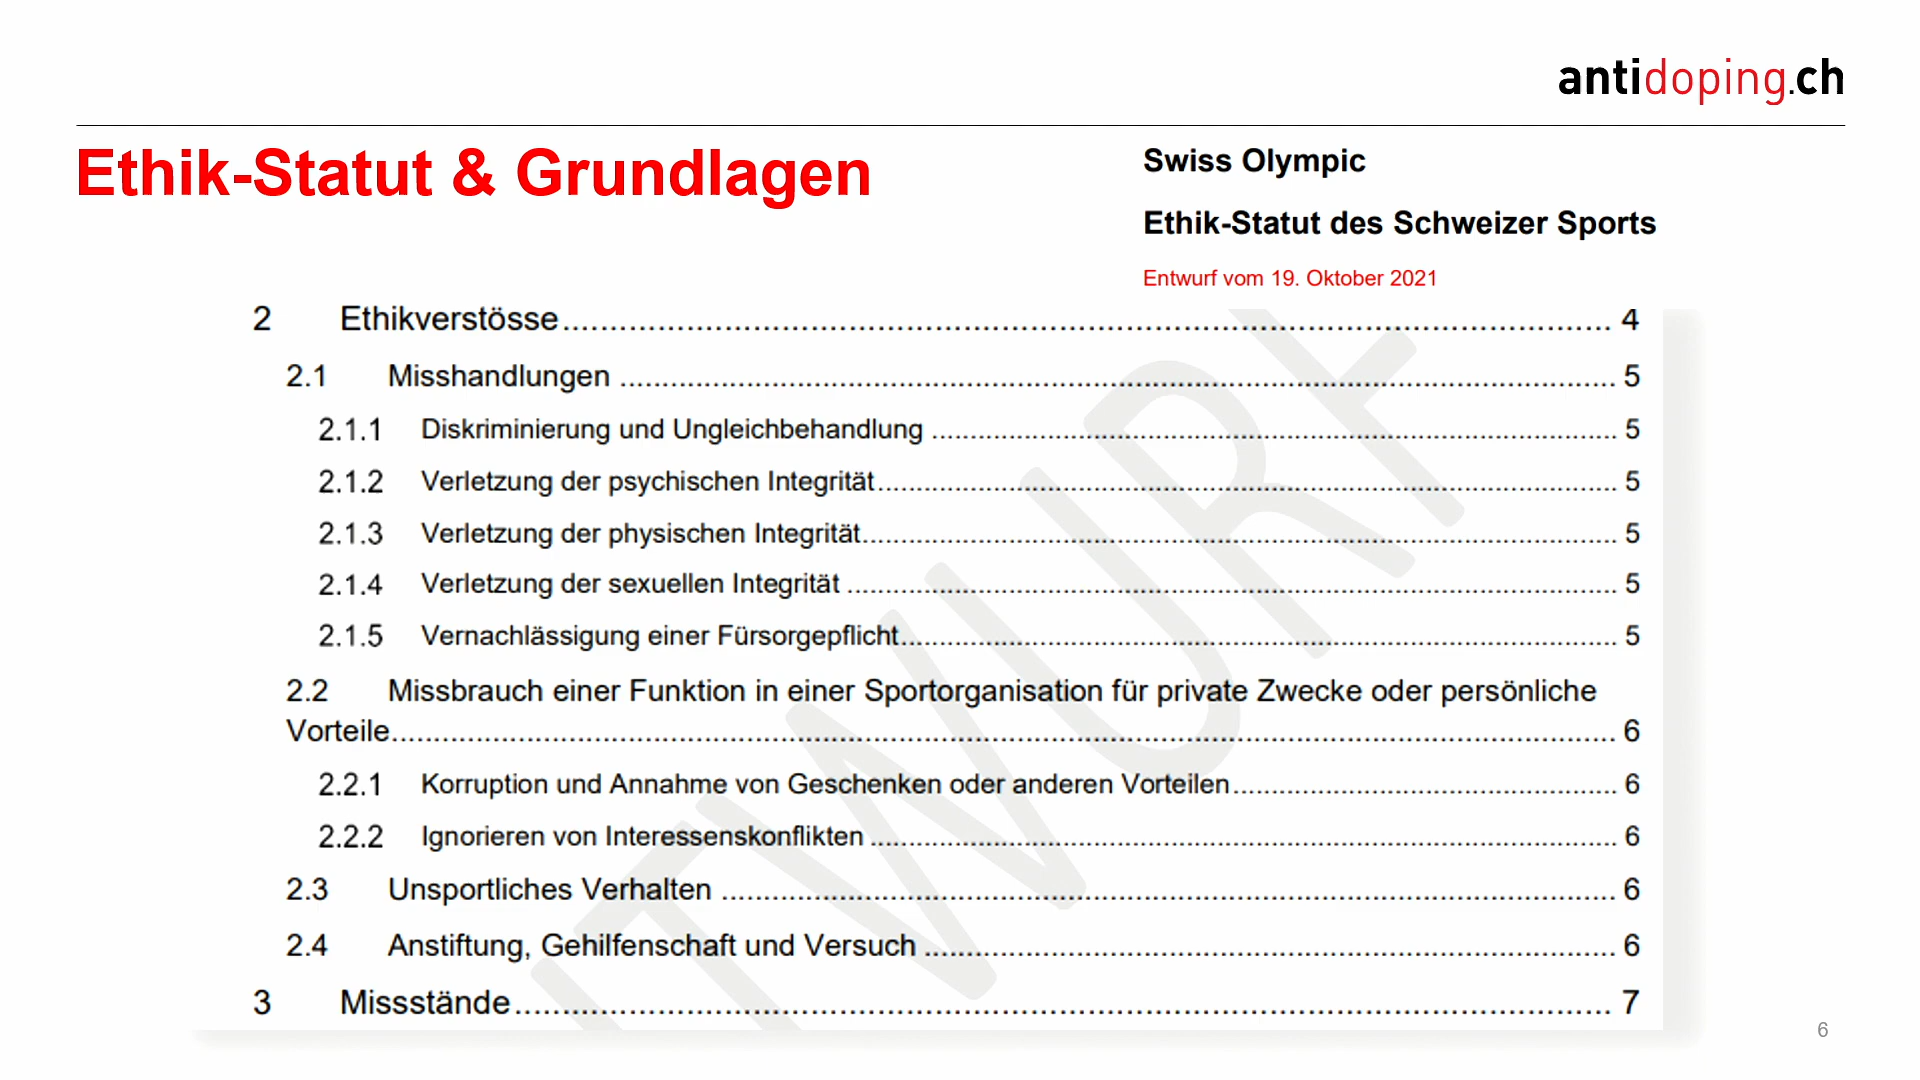 antidoping.ch
Ethik-Statut & Grundlagen
Swiss Olympic
Ethik-Statut des Schweizer Sports
Entwurf vom 19. Oktober 2021
2 Ethikverstösse 4
2.1 Misshandlungen 5
2.1.1 Diskriminierung und Ungleichbehandlung 5
2.1.2 Verletzung der psychischen Integrität 5
2.1.3 Verletzung der physischen Integrität 5
2.1.4 Verletzung der sexuellen Integrität 5
2.1.5 Vernachlässigung einer Fürsorgepflicht 5
2.2 Missbrauch einer Funktion in einer Sportorganisation für private Zwecke oder persönliche
Vorteile 6
2.2.1 Korruption und Annahme von Geschenken oder anderen Vorteilen 6
2.2.2 Ignorieren von Interessenskonflikten 6
2.3 Unsportliches Verhalten 6
2.4 Anstiftung, Gehilfenschaft und Versuch 6
3 Missstände 7
6